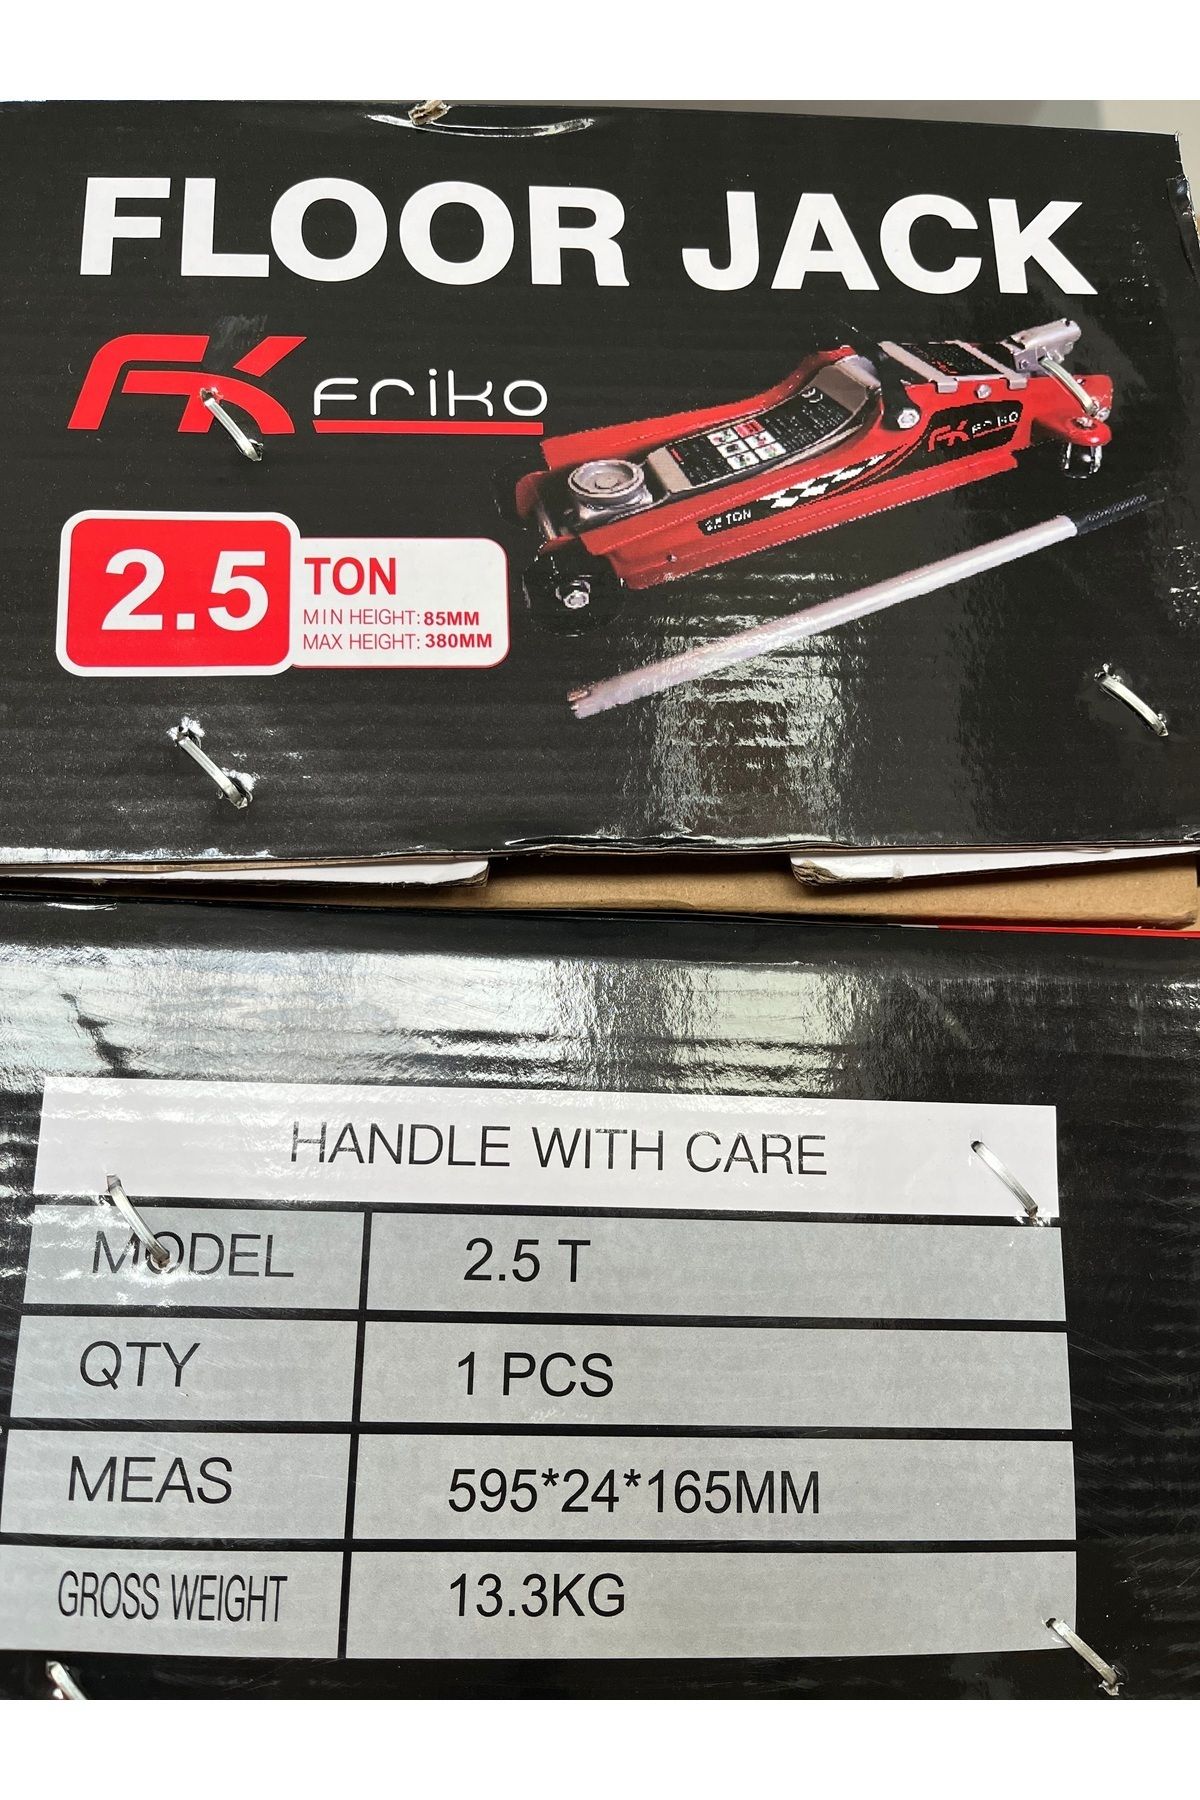 FLOOR JACK
FK Friko
FK Friko
2.5 TON
MIN HEIGHT: 85MM
MAX HEIGHT: 380MM
HANDLE WITH CARE
MODEL 2.5 T
QTY 1 PCS
MEAS 595*24*165MM
GROSS WEIGHT 13.3KG